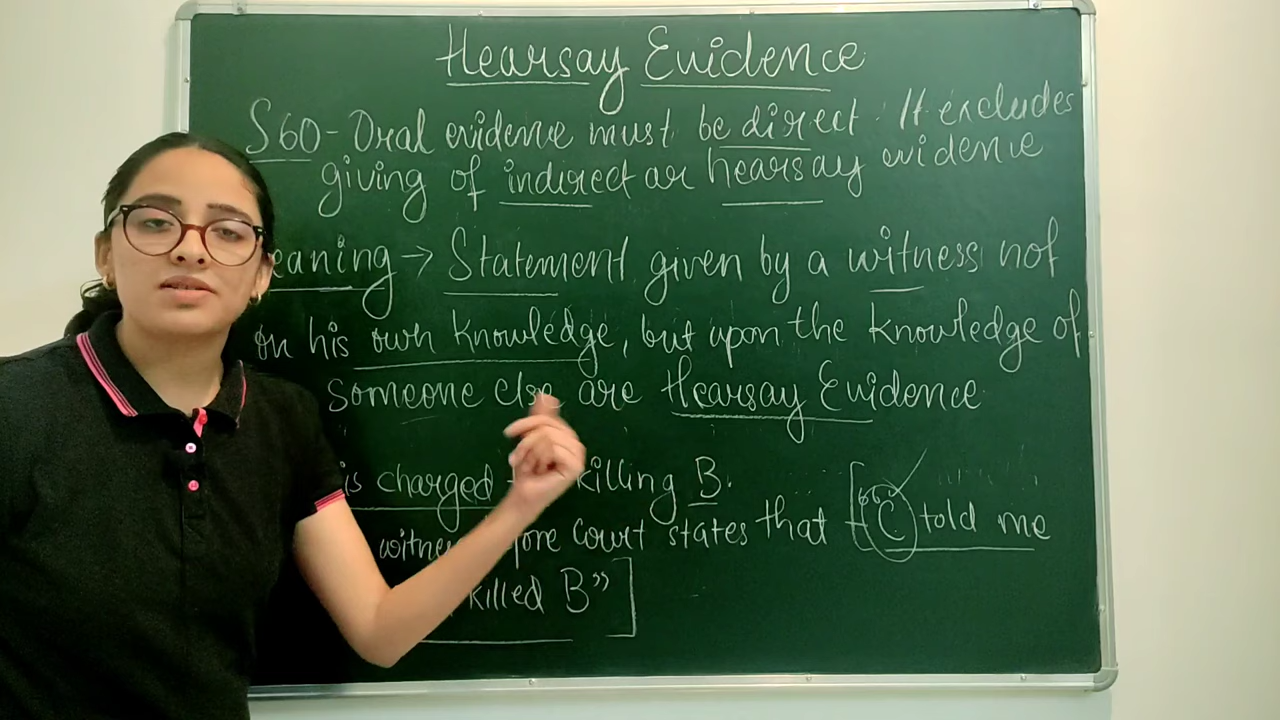 Hearsay Evidence
S60 - Oral evidence must be direct. It excludes
giving of indirect or hearsay evidence
eaning → Statement given by a witness not
on his own knowledge, but upon the knowledge of
someone else are Hearsay Evidence
is charged killing B.
witne ore Court states that [“C told me
killed B”]